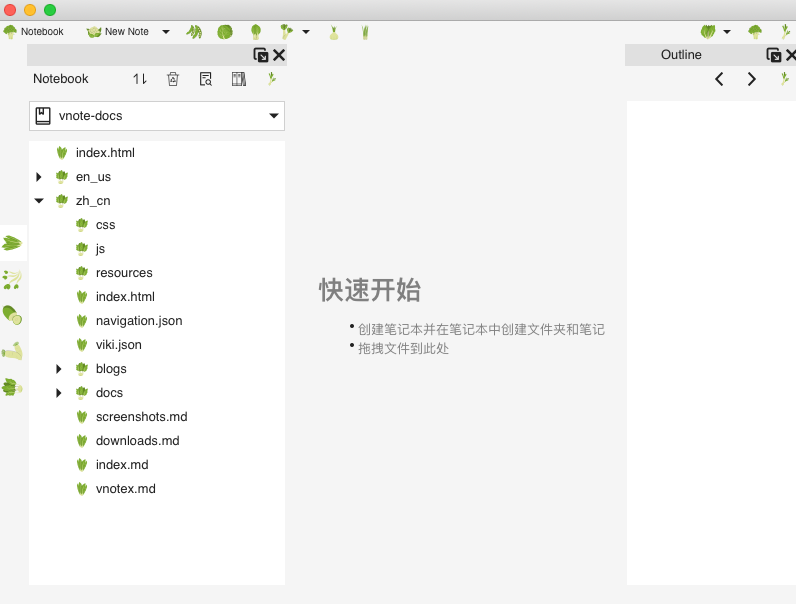 Notebook
New Note
Outline
Notebook
vnote-docs
index.html
en_us
zh_cn
css
js
resources
index.html
navigation.json
viki.json
blogs
docs
screenshots.md
downloads.md
index.md
vnotex.md
快速开始
创建笔记本并在笔记本中创建文件夹和笔记
拖拽文件到此处